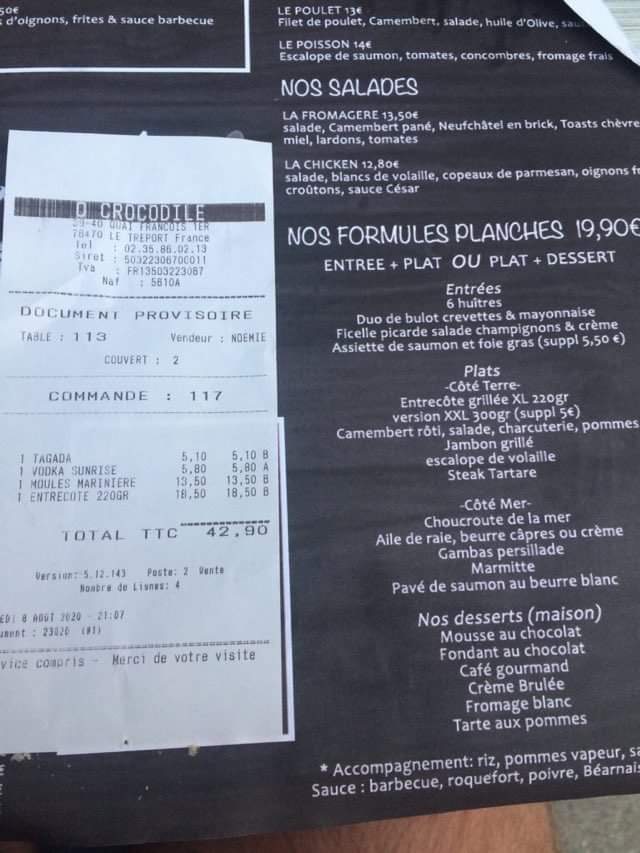 50€
s d'oignons, frites & sauce barbecue
LE POULET 13€
Filet de poulet, Camembert, salade, huile d'Olive,
LE POISSON 14€
Escalope de saumon, tomates, concombres, fromage frais
NOS SALADES
LA FROMAGERE 13,50€
salade, Camembert pané, Neufchâtel en brick, Toasts chèvre
miel, lardons, tomates
LA CHICKEN 12,80€
salade, blancs de volaille, copeaux de parmesan, oignons fr
croûtons, sauce César
NOS FORMULES PLANCHES 19,90€
ENTREE + PLAT OU PLAT + DESSERT
Entrées
6 huîtres
Duo de bulot crevettes & mayonnaise
Ficelle picarde salade champignons & crème
Assiette de saumon et foie gras (suppl 5,50 €)
Plats
-Côté Terre-
Entrecôte grillée XL 220gr
version XXL 300gr (suppl 5€)
Camembert rôti, salade, charcuterie, pommes
Jambon grillé
escalope de volaille
Steak Tartare
-Côté Mer-
Choucroute de la mer
Aile de raie, beurre câpres ou crème
Gambas persillade
Marmitte
Pavé de saumon au beurre blanc
Nos desserts (maison)
Mousse au chocolat
Fondant au chocolat
Café gourmand
Crème Brulée
Fromage blanc
Tarte aux pommes
* Accompagnement: riz, pommes vapeur, sa
Sauce : barbecue, roquefort, poivre, Béarnais
O CROCODILE
39-40 QUAI FRANCOIS 1ER
76470 LE TREPORT France
Tel : 02.35.86.02.13
Siret : 50322306700011
Tva : FR13503223067
Naf : 5610A
DOCUMENT PROVISOIRE
TABLE : 113 Vendeur : NOEMIE
COUVERT : 2
COMMANDE : 117
1 TAGADA 5,10 5,10 B
1 VODKA SUNRISE 5,80 5,80 A
1 MOULES MARINIERE 13,50 13,50 B
1 ENTRECOTE 220GR 18,50 18,50 B
TOTAL TTC 42,90
Version: 5.12.143 Poste: 2 Vente
Nombre de Lignes: 4
EDI 8 AOUT 2020 - 21:07
ument : 23020 (#1)
vice compris - Merci de votre visite